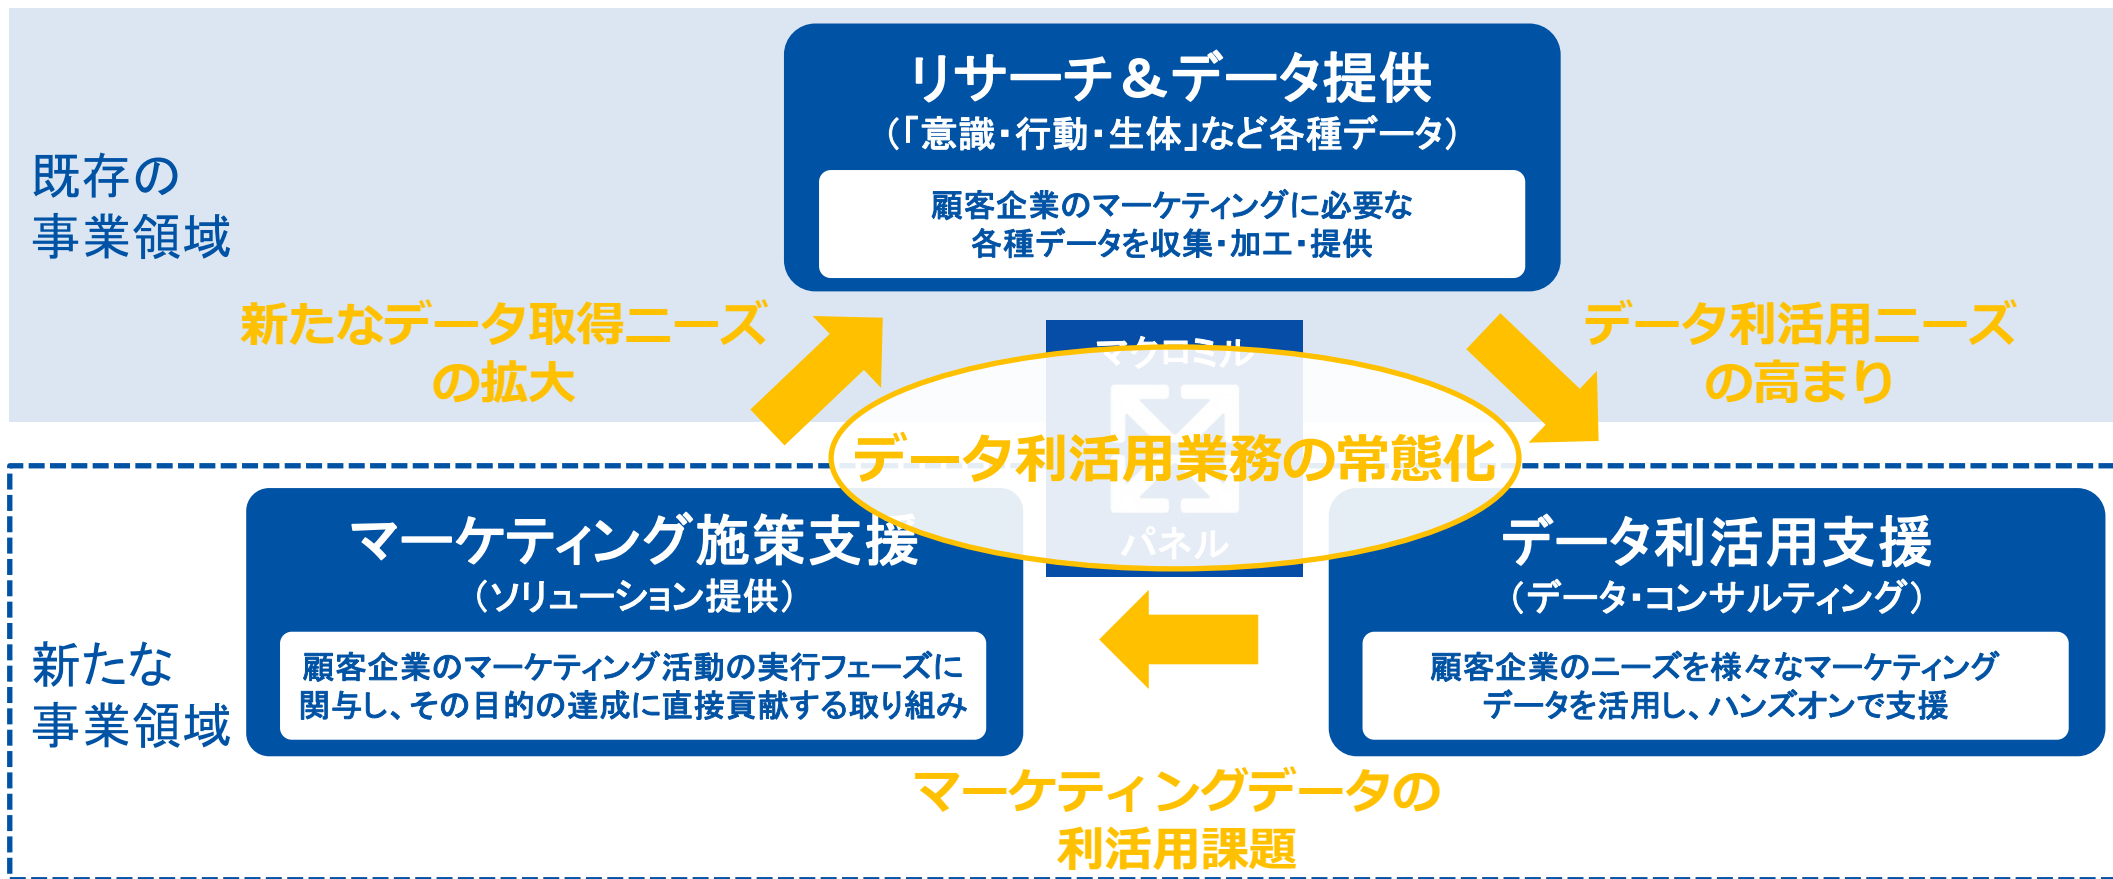 リサーチ&データ提供
(「意識・行動・生体」など各種データ)
顧客企業のマーケティングに必要な
各種データを収集・加工・提供
既存の
事業領域
新たなデータ取得ニーズ
の拡大
データ利活用ニーズ
の高まり
マクロミル
データ利活用業務の常態化
パネル
マーケティング施策支援
(ソリューション提供)
顧客企業のマーケティング活動の実行フェーズに
関与し、その目的の達成に直接貢献する取り組み
データ利活用支援
(データ・コンサルティング)
顧客企業のニーズを様々なマーケティング
データを活用し、ハンズオンで支援
新たな
事業領域
マーケティングデータの
利活用課題